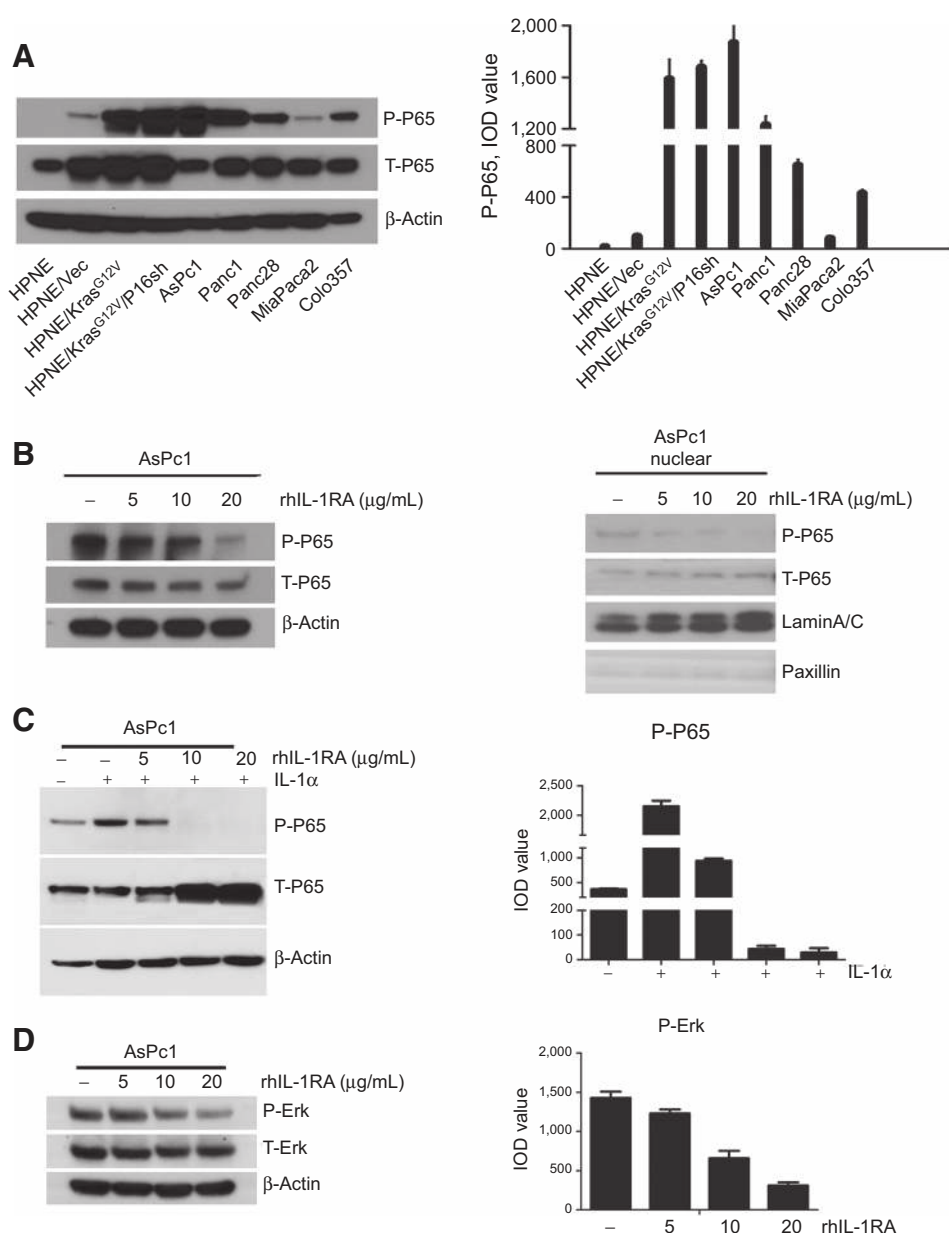 A
P-P65
T-P65
β-Actin
HPNE
HPNE/Vec
HPNE/KrasG12V
HPNE/KrasG12V/P16sh
AsPc1
Panc1
Panc28
MiaPaca2
Colo357
P-P65, IOD value
2,000
1,600
1,200
800
400
0
HPNE
HPNE/Vec
HPNE/KrasG12V
HPNE/KrasG12V/P16sh
AsPc1
Panc1
Panc28
MiaPaca2
Colo357
B
AsPc1
– 5 10 20 rhIL-1RA (μg/mL)
P-P65
T-P65
β-Actin
AsPc1
nuclear
– 5 10 20 rhIL-1RA (μg/mL)
P-P65
T-P65
LaminA/C
Paxillin
C
AsPc1
– – 5 10 20 rhIL-1RA (μg/mL)
– + + + + IL-1α
P-P65
T-P65
β-Actin
P-P65
IOD value
2,500
2,000
1,000
500
200
100
0
– + + + + IL-1α
D
AsPc1
– 5 10 20 rhIL-1RA (μg/mL)
P-Erk
T-Erk
β-Actin
P-Erk
IOD value
2,000
1,500
1,000
500
0
– 5 10 20 rhIL-1RA